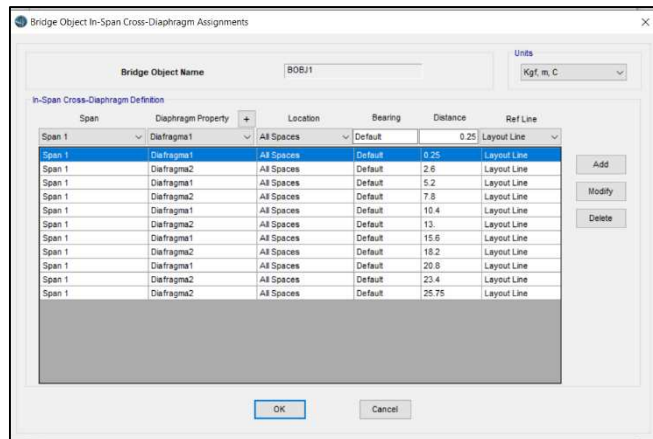 Bridge Object In-Span Cross-Diaphragm Assignments
Units
Bridge Object Name BOBJ1 Kgf, m, C
In-Span Cross-Diaphragm Definition
Span Diaphragm Property + Location Bearing Distance Ref Line
Span 1 Diafragma1 All Spaces Default 0.25 Layout Line
Span 1 Diafragma1 All Spaces Default 0.25 Layout Line
Span 1 Diafragma2 All Spaces Default 2.6 Layout Line
Span 1 Diafragma1 All Spaces Default 5.2 Layout Line
Span 1 Diafragma2 All Spaces Default 7.8 Layout Line
Span 1 Diafragma1 All Spaces Default 10.4 Layout Line
Span 1 Diafragma2 All Spaces Default 13. Layout Line
Span 1 Diafragma1 All Spaces Default 15.6 Layout Line
Span 1 Diafragma2 All Spaces Default 18.2 Layout Line
Span 1 Diafragma1 All Spaces Default 20.8 Layout Line
Span 1 Diafragma2 All Spaces Default 23.4 Layout Line
Span 1 Diafragma2 All Spaces Default 25.75 Layout Line
Add
Modify
Delete
OK Cancel